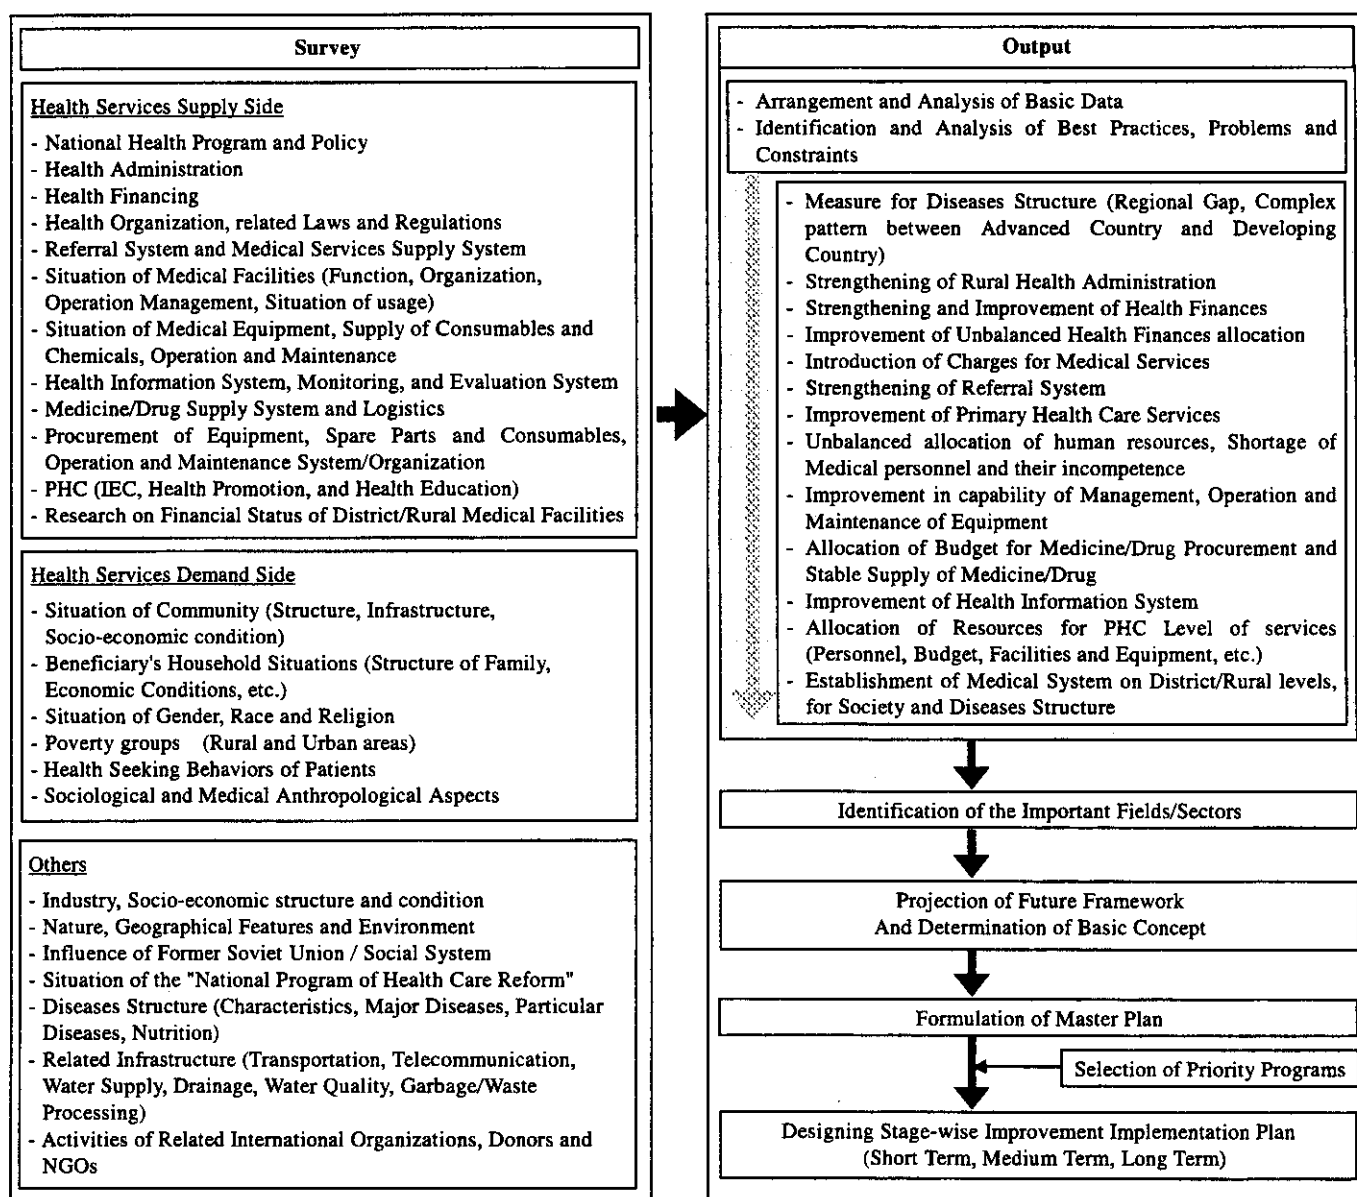 Survey
Health Services Supply Side
- National Health Program and Policy
- Health Administration
- Health Financing
- Health Organization, related Laws and Regulations
- Referral System and Medical Services Supply System
- Situation of Medical Facilities (Function, Organization,
Operation Management, Situation of usage)
- Situation of Medical Equipment, Supply of Consumables and
Chemicals, Operation and Maintenance
- Health Information System, Monitoring, and Evaluation System
- Medicine/Drug Supply System and Logistics
- Procurement of Equipment, Spare Parts and Consumables,
Operation and Maintenance System/Organization
- PHC (IEC, Health Promotion, and Health Education)
- Research on Financial Status of District/Rural Medical Facilities
Health Services Demand Side
- Situation of Community (Structure, Infrastructure,
Socio-economic condition)
- Beneficiary's Household Situations (Structure of Family,
Economic Conditions, etc.)
- Situation of Gender, Race and Religion
- Poverty groups (Rural and Urban areas)
- Health Seeking Behaviors of Patients
- Sociological and Medical Anthropological Aspects
Others
- Industry, Socio-economic structure and condition
- Nature, Geographical Features and Environment
- Influence of Former Soviet Union / Social System
- Situation of the "National Program of Health Care Reform"
- Diseases Structure (Characteristics, Major Diseases, Particular
Diseases, Nutrition)
- Related Infrastructure (Transportation, Telecommunication,
Water Supply, Drainage, Water Quality, Garbage/Waste
Processing)
- Activities of Related International Organizations, Donors and
NGOs
Output
- Arrangement and Analysis of Basic Data
- Identification and Analysis of Best Practices, Problems and
Constraints
- Measure for Diseases Structure (Regional Gap, Complex
pattern between Advanced Country and Developing
Country)
- Strengthening of Rural Health Administration
- Strengthening and Improvement of Health Finances
- Improvement of Unbalanced Health Finances allocation
- Introduction of Charges for Medical Services
- Strengthening of Referral System
- Improvement of Primary Health Care Services
- Unbalanced allocation of human resources, Shortage of
Medical personnel and their incompetence
- Improvement in capability of Management, Operation and
Maintenance of Equipment
- Allocation of Budget for Medicine/Drug Procurement and
Stable Supply of Medicine/Drug
- Improvement of Health Information System
- Allocation of Resources for PHC Level of services
(Personnel, Budget, Facilities and Equipment, etc.)
- Establishment of Medical System on District/Rural levels,
for Society and Diseases Structure
Identification of the Important Fields/Sectors
Projection of Future Framework
And Determination of Basic Concept
Formulation of Master Plan
Selection of Priority Programs
Designing Stage-wise Improvement Implementation Plan
(Short Term, Medium Term, Long Term)